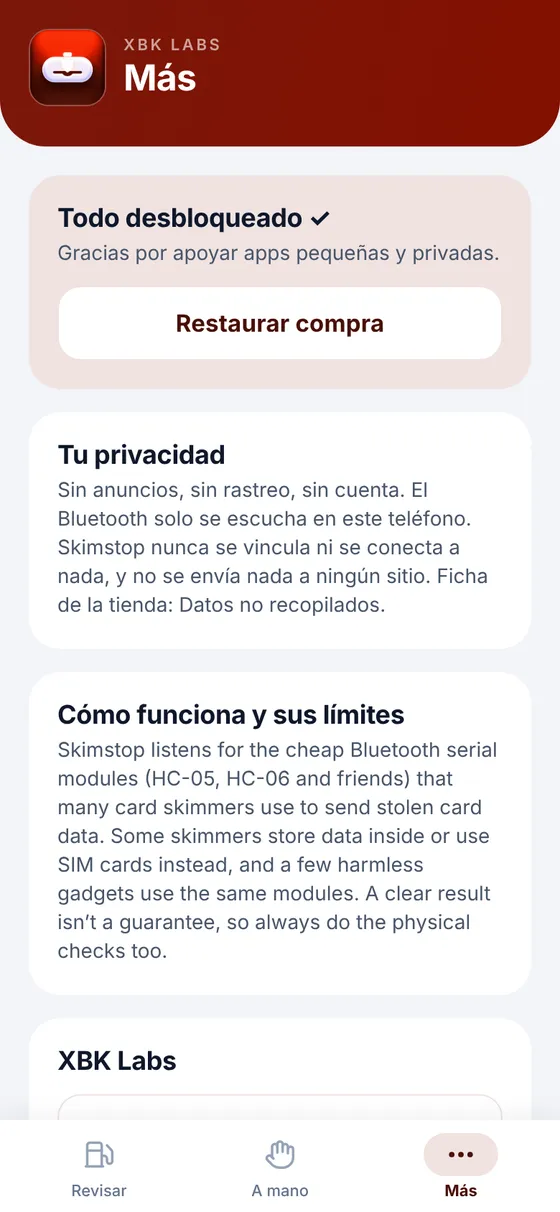 XBK LABS
Más
Todo desbloqueado ✓
Gracias por apoyar apps pequeñas y privadas.
Restaurar compra
Tu privacidad
Sin anuncios, sin rastreo, sin cuenta. El
Bluetooth solo se escucha en este teléfono.
Skimstop nunca se vincula ni se conecta a
nada, y no se envía nada a ningún sitio. Ficha
de la tienda: Datos no recopilados.
Cómo funciona y sus límites
Skimstop listens for the cheap Bluetooth serial
modules (HC-05, HC-06 and friends) that
many card skimmers use to send stolen card
data. Some skimmers store data inside or use
SIM cards instead, and a few harmless
gadgets use the same modules. A clear result
isn’t a guarantee, so always do the physical
checks too.
XBK Labs
Revisar
A mano
Más